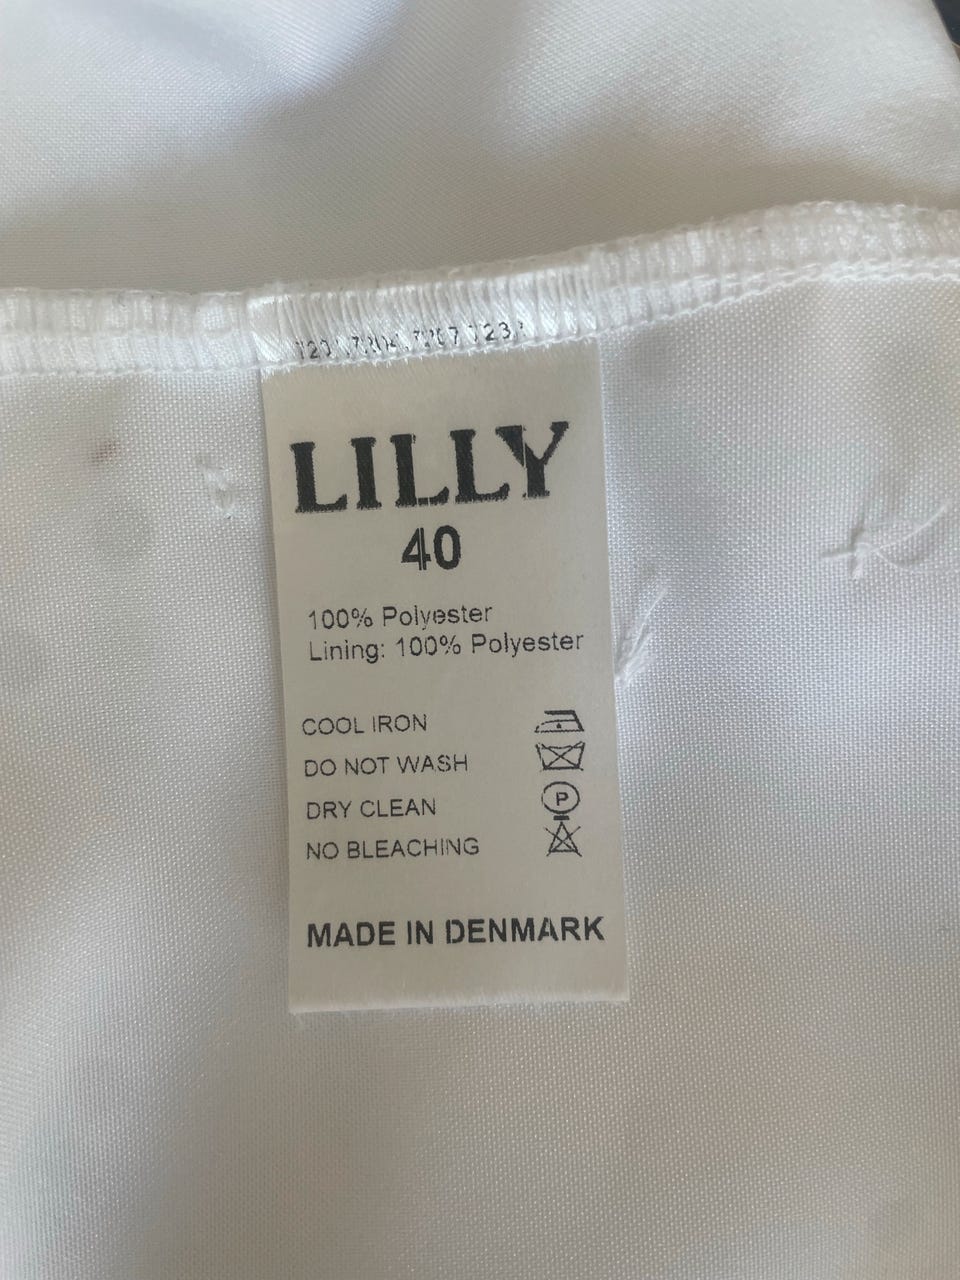 LILLY
40
100% Polyester
Lining: 100% Polyester
COOL IRON
DO NOT WASH
DRY CLEAN
P
NO BLEACHING
MADE IN DENMARK